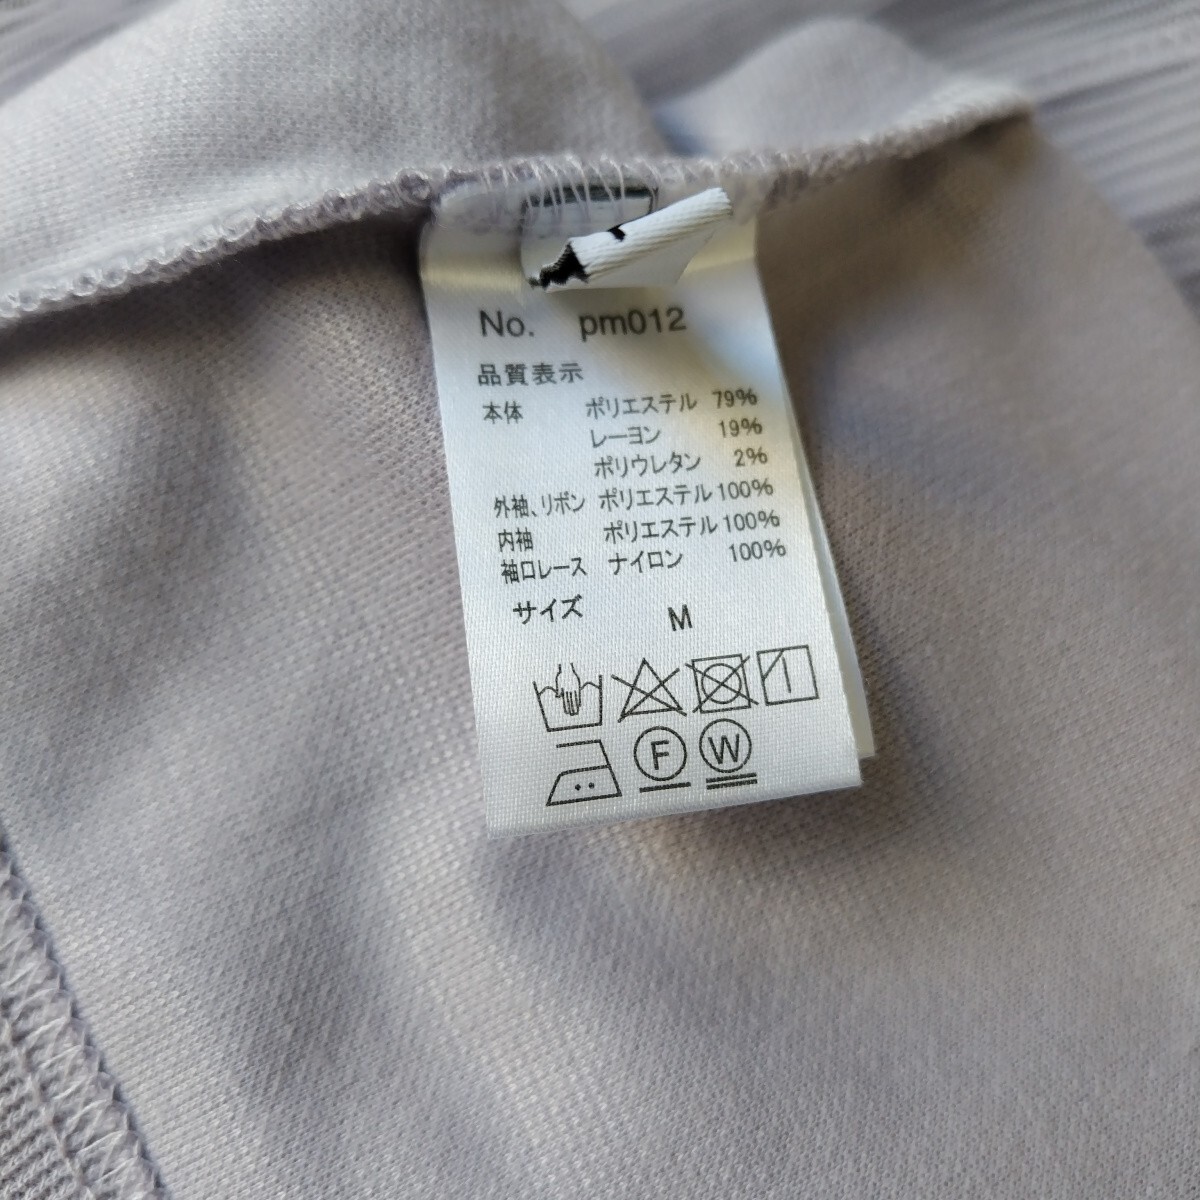 No. pm012
品質表示
本体 ポリエステル 79%
レーヨン 19%
ポリウレタン 2%
外袖、リボン ポリエステル 100%
内袖 ポリエステル 100%
袖口レース ナイロン 100%
サイズ M
F W